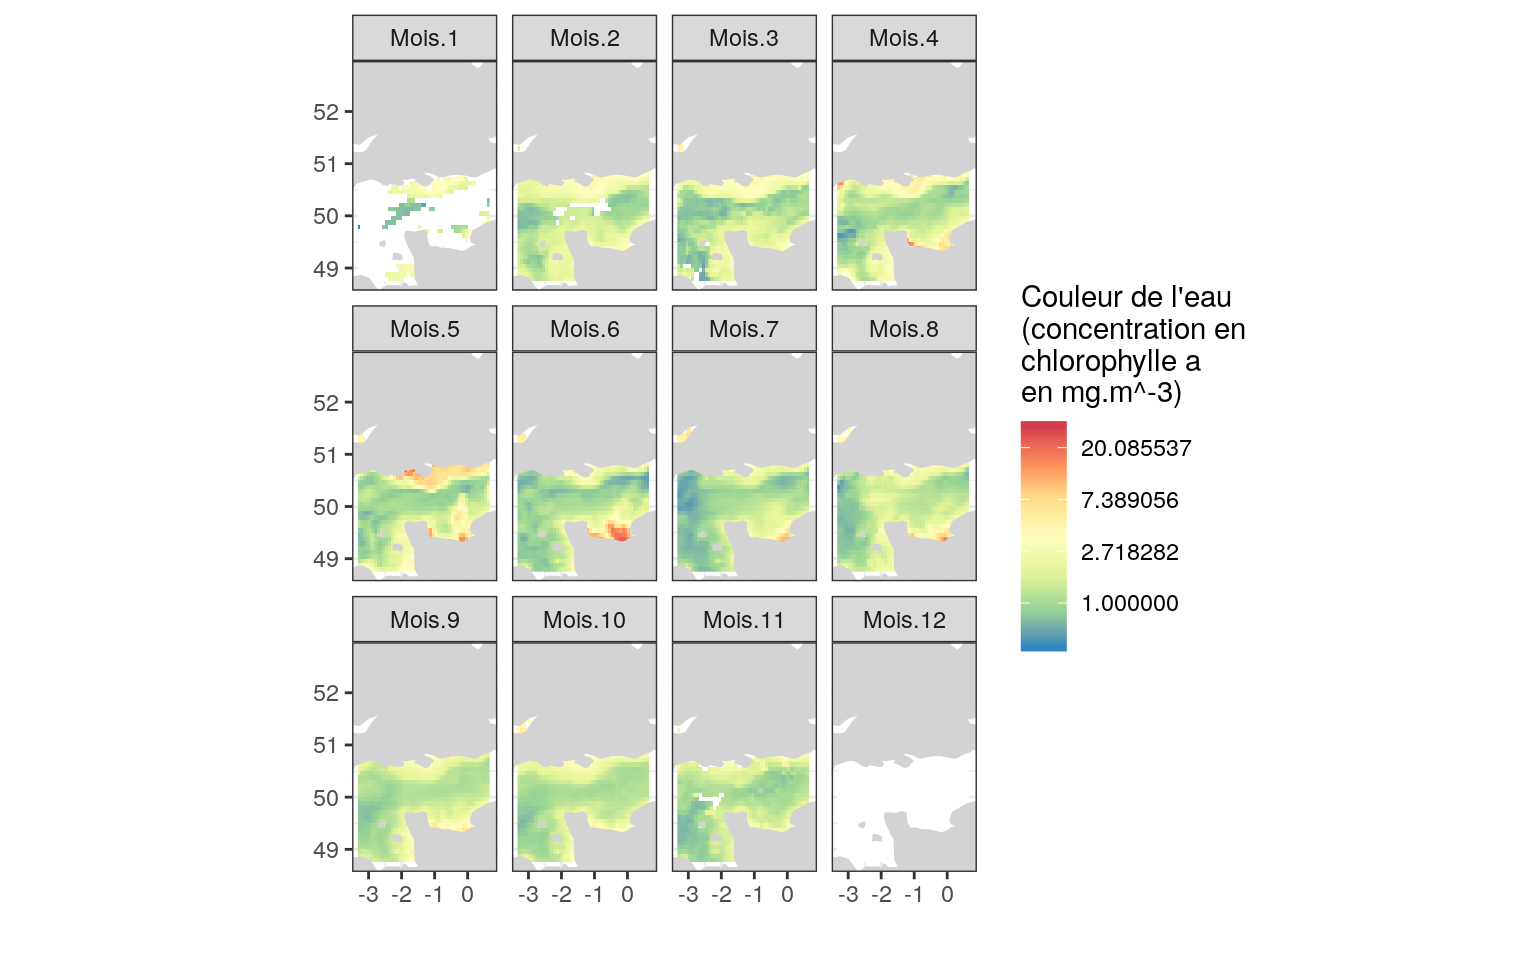 Mois.1 Mois.2 Mois.3 Mois.4
52
51
50
49
Mois.5 Mois.6 Mois.7 Mois.8
52
51
50
49
Mois.9 Mois.10 Mois.11 Mois.12
52
51
50
49
-3 -2 -1 0 -3 -2 -1 0 -3 -2 -1 0 -3 -2 -1 0
Couleur de l'eau
(concentration en
chlorophylle a
en mg.m^-3)
20.085537
7.389056
2.718282
1.000000